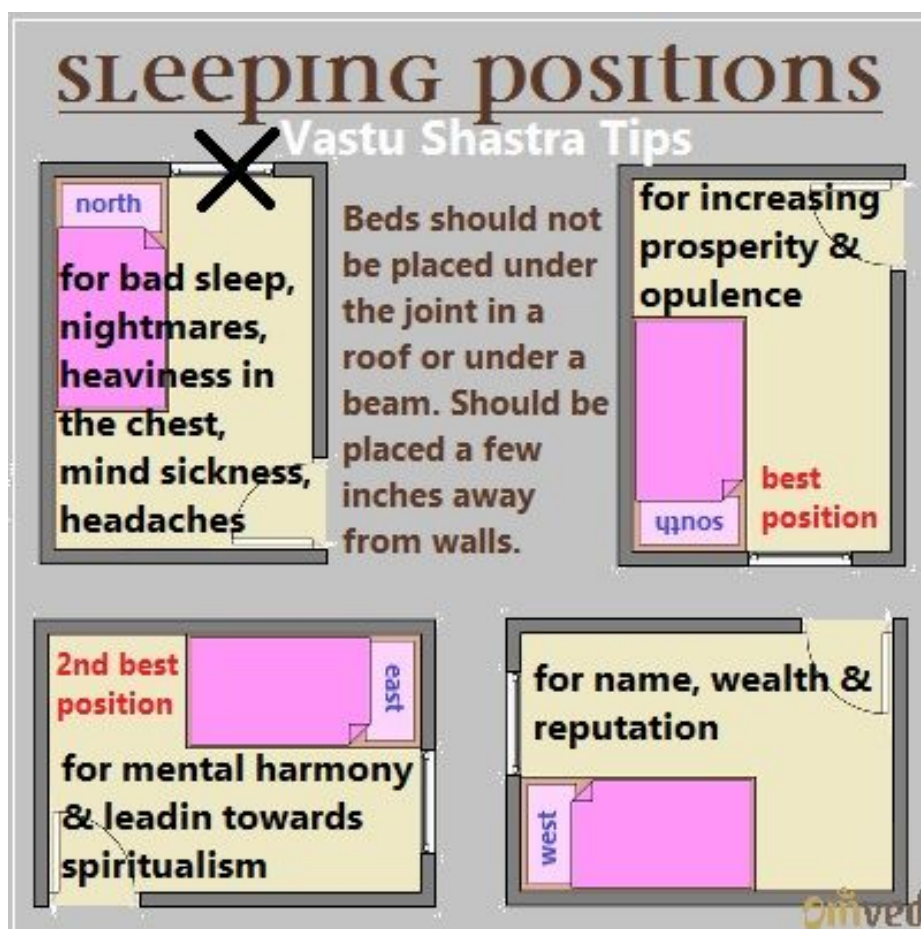 sleeping positions
Vastu Shastra Tips
north
for bad sleep,
nightmares,
heaviness in
the chest,
mind sickness,
headaches
Beds should not
be placed under
the joint in a
roof or under a
beam. Should be
placed a few
inches away
from walls.
for increasing
prosperity &
opulence
best
position
south
2nd best
position
east
for mental harmony
& leadin towards
spiritualism
for name, wealth &
reputation
west
omved